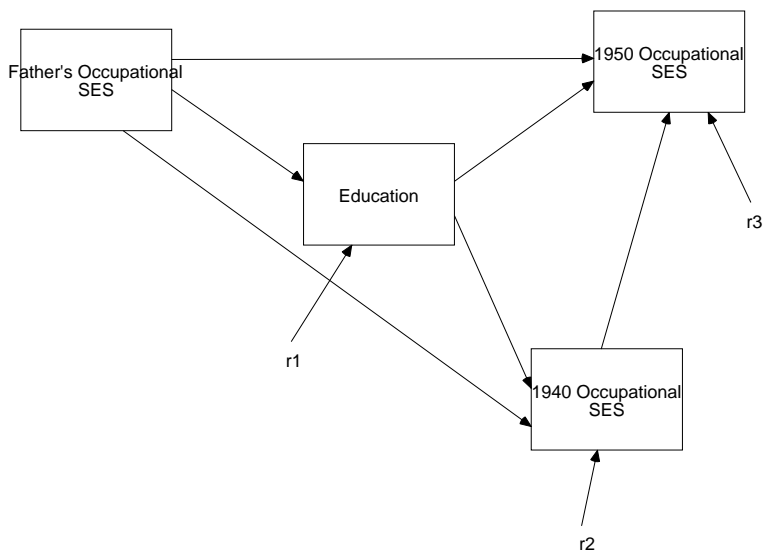 Father's Occupational
SES
1950 Occupational
SES
Education
r3
r1
1940 Occupational
SES
r2